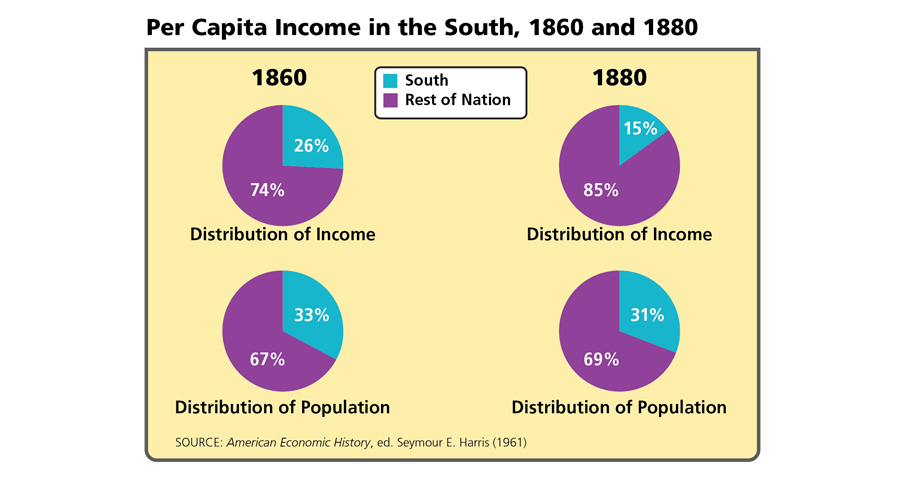 Per Capita Income in the South, 1860 and 1880
1860
South
Rest of Nation
1880
26%
74%
Distribution of Income
15%
85%
Distribution of Income
33%
67%
Distribution of Population
31%
69%
Distribution of Population
SOURCE: American Economic History, ed. Seymour E. Harris (1961)